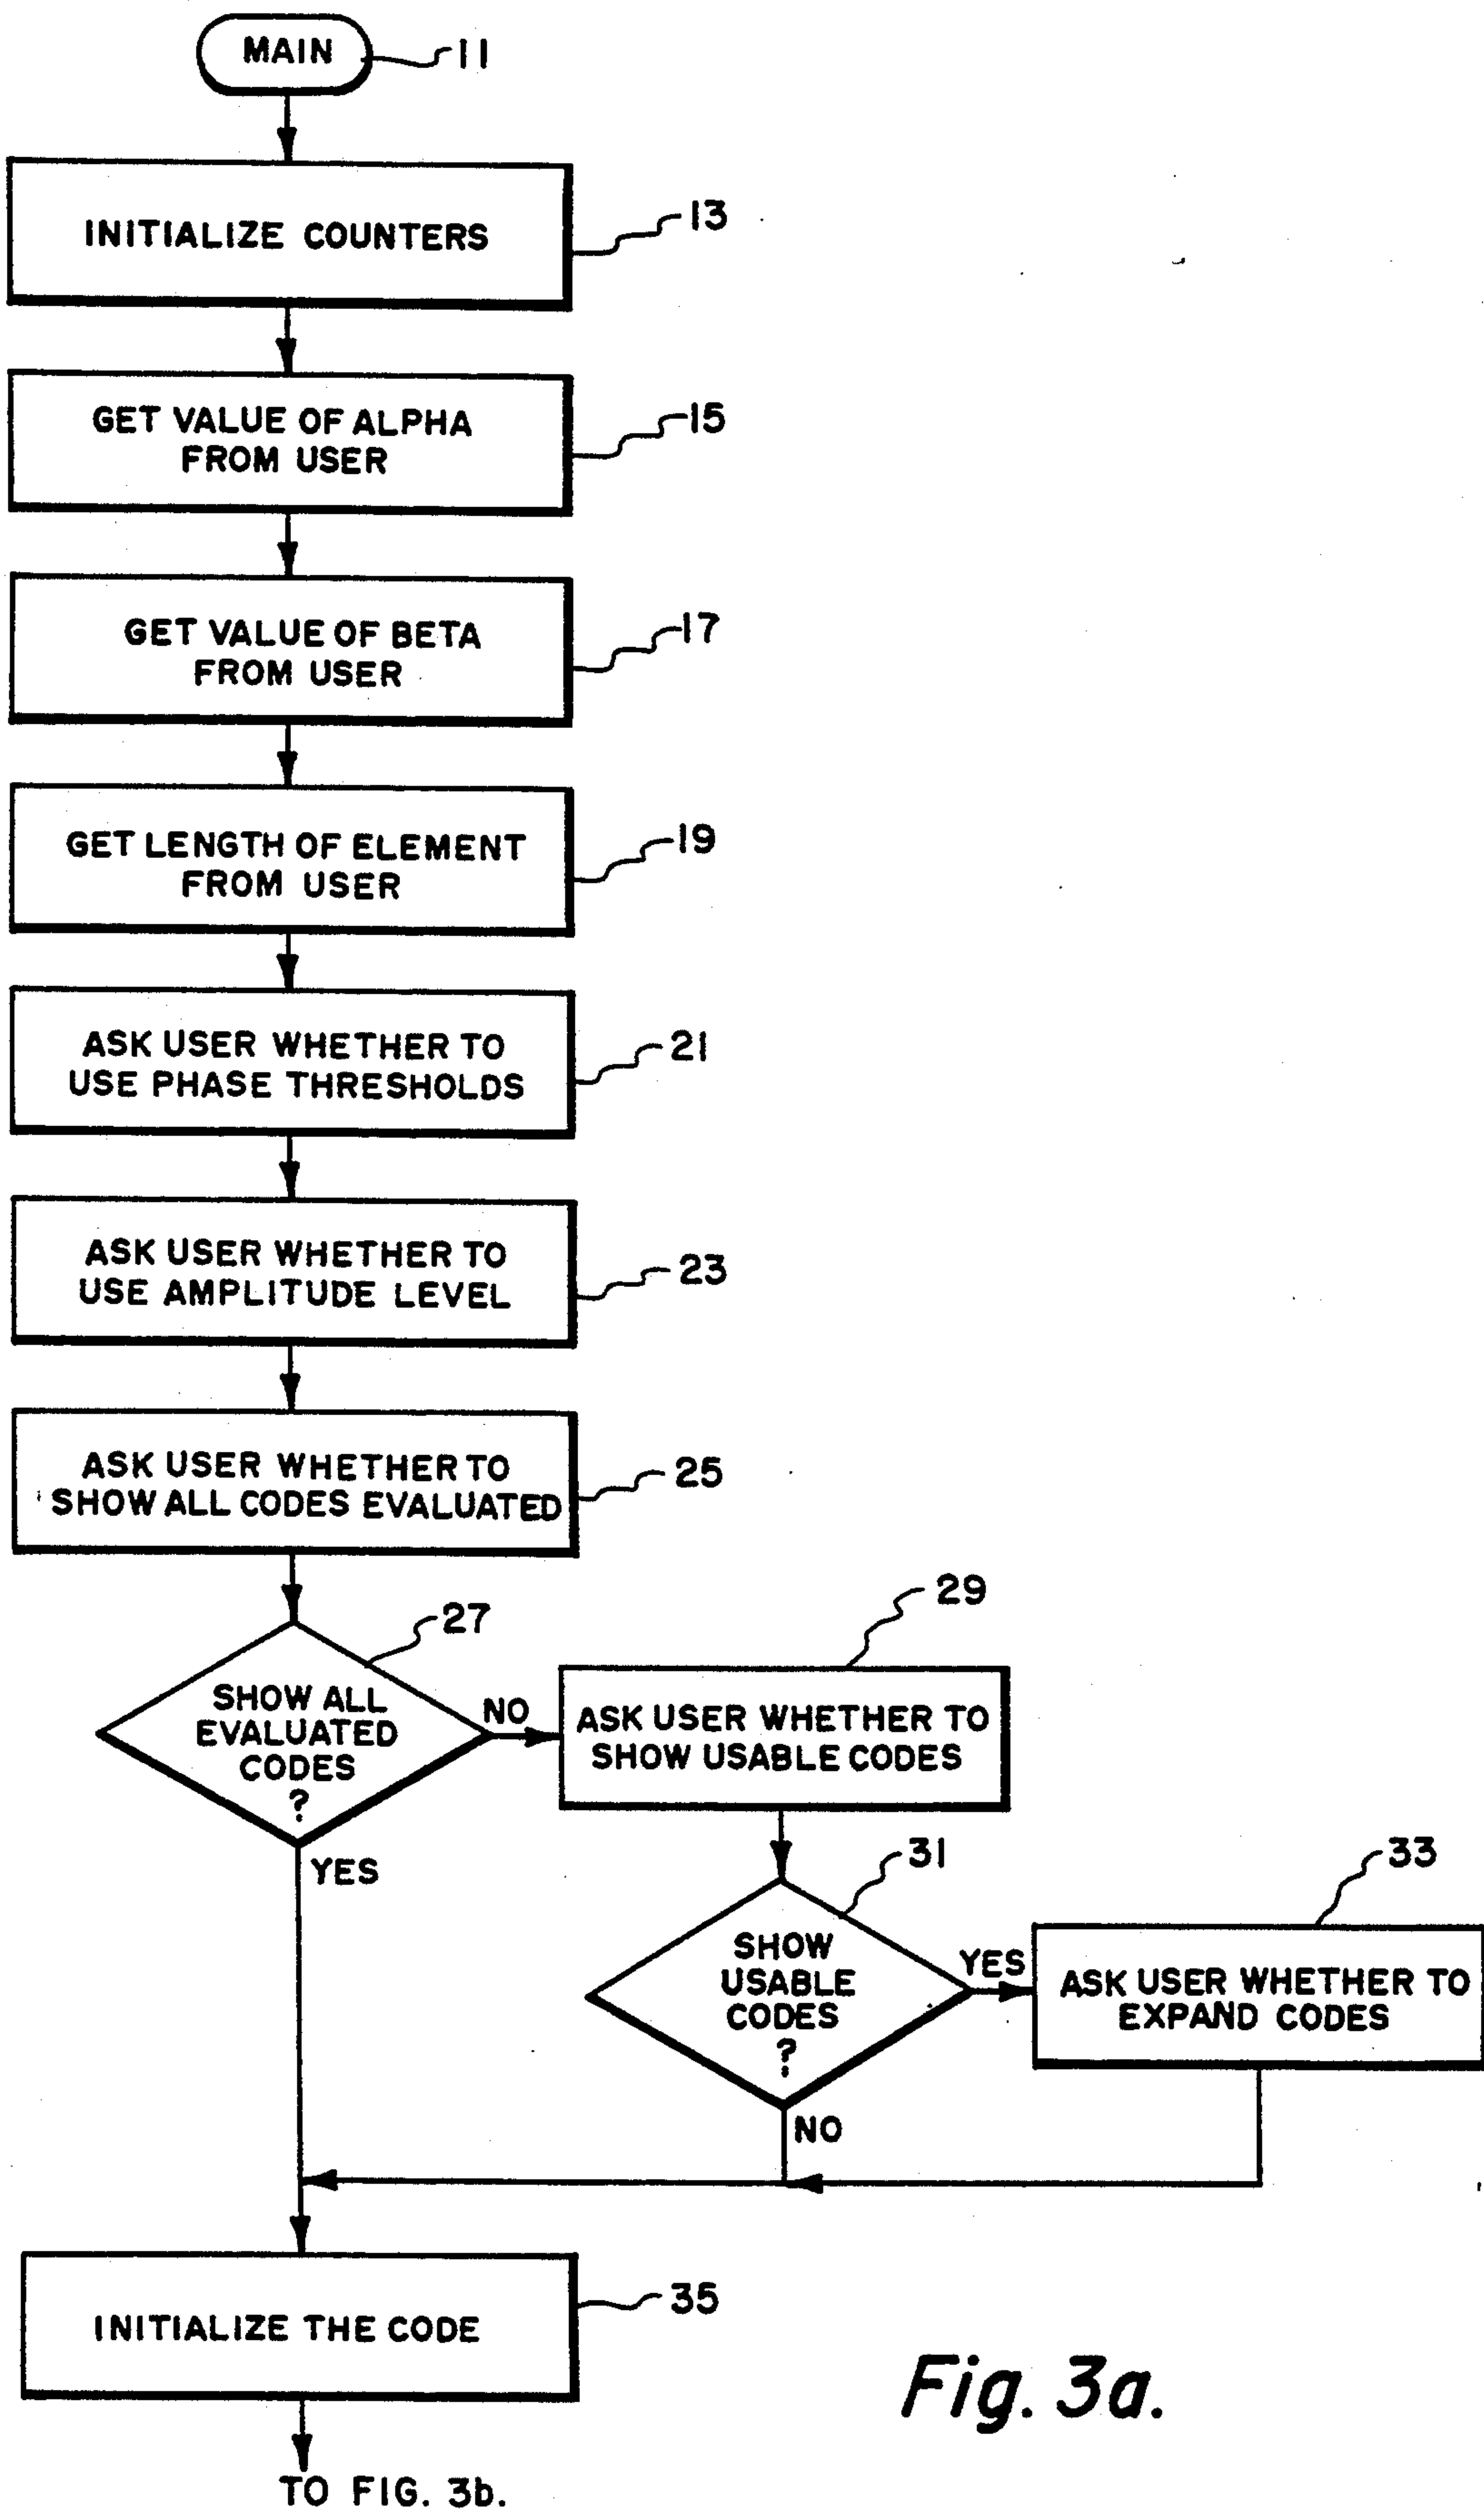 MAIN
11
INITIALIZE COUNTERS
13
GET VALUE OF ALPHA
FROM USER
15
GET VALUE OF BETA
FROM USER
17
GET LENGTH OF ELEMENT
FROM USER
19
ASK USER WHETHER TO
USE PHASE THRESHOLDS
21
ASK USER WHETHER TO
USE AMPLITUDE LEVEL
23
ASK USER WHETHER TO
SHOW ALL CODES EVALUATED
25
27
SHOW ALL
EVALUATED
CODES
?
NO
YES
29
ASK USER WHETHER TO
SHOW USABLE CODES
31
SHOW
USABLE
CODES
?
YES
NO
33
ASK USER WHETHER TO
EXPAND CODES
INITIALIZE THE CODE
35
TO FIG. 3b.
Fig. 3a.